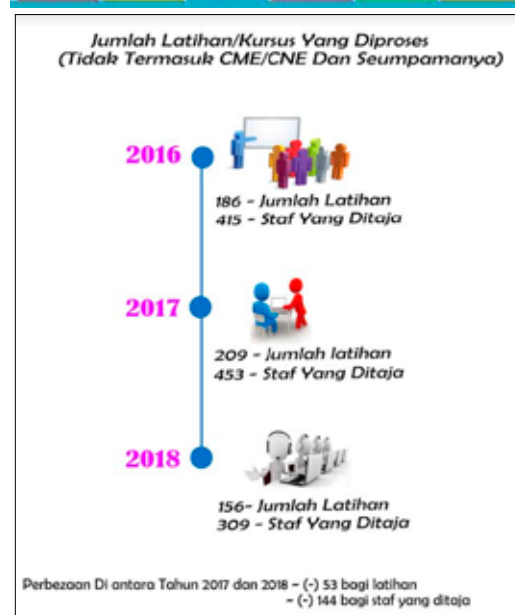 Jumlah Latihan/Kursus Yang Diproses
(Tidak Termasuk CME/CNE Dan Seumpamanya)
2016
186 - Jumlah Latihan
415 - Staf Yang Ditaja
2017
209 - Jumlah latihan
453 - Staf Yang Ditaja
2018
156- Jumlah Latihan
309 - Staf Yang Ditaja
Perbezaan Di antara Tahun 2017 dan 2018 - (-) 53 bagi latihan
- (-) 144 bagi staf yang ditaja